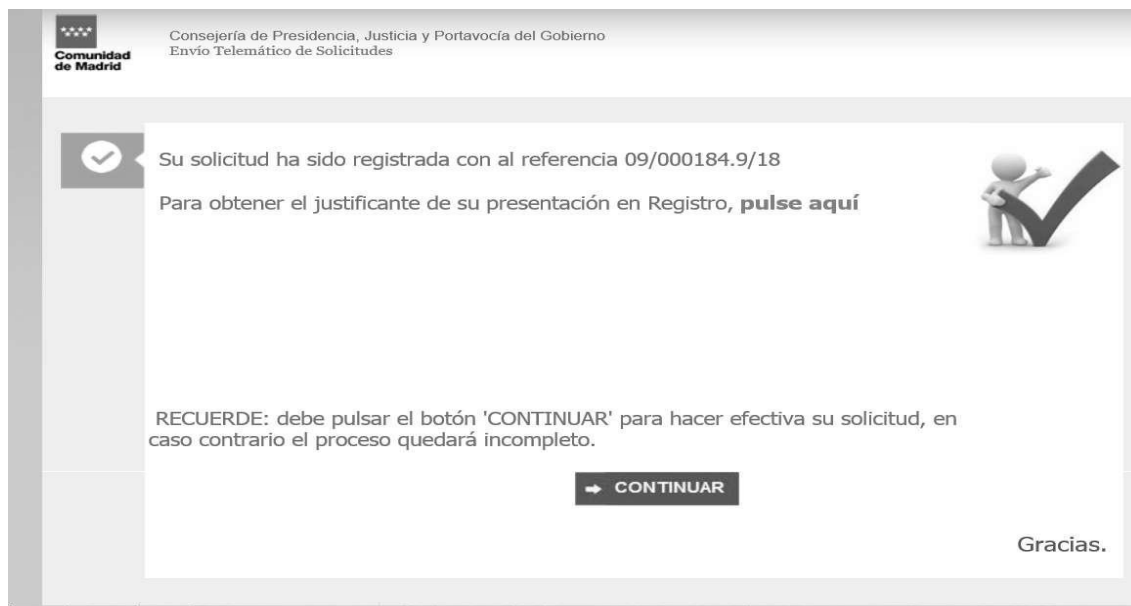 Comunidad
de Madrid
Consejería de Presidencia, Justicia y Portavocía del Gobierno
Envío Telemático de Solicitudes
Su solicitud ha sido registrada con al referencia 09/000184.9/18
Para obtener el justificante de su presentación en Registro, pulse aquí
RECUERDE: debe pulsar el botón 'CONTINUAR' para hacer efectiva su solicitud, en
caso contrario el proceso quedará incompleto.
CONTINUAR
Gracias.